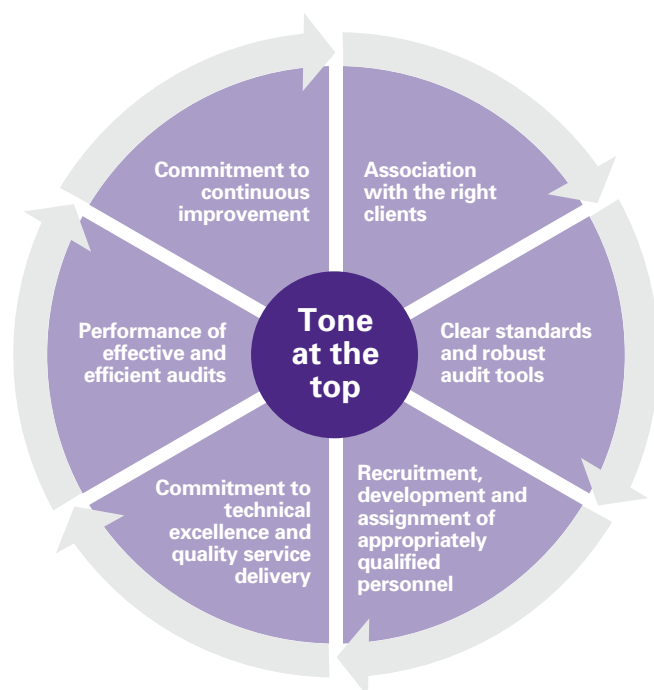 Commitment to
continuous
improvement
Association
with the right
clients
Performance of
effective and
efficient audits
Tone
at the
top
Clear standards
and robust
audit tools
Commitment to
technical
excellence and
quality service
delivery
Recruitment,
development and
assignment of
appropriately
qualified
personnel